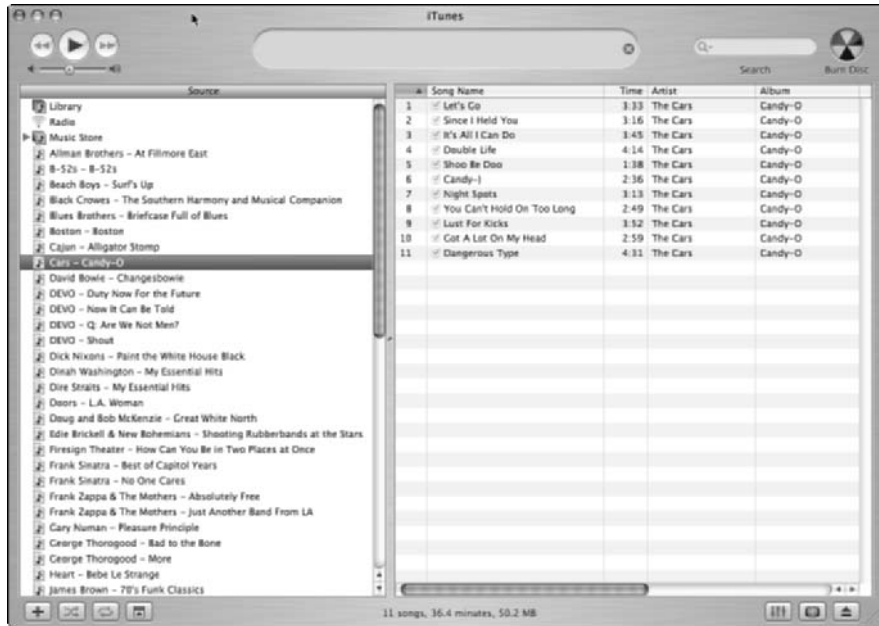 iTunes
Search
Burn Disc
Source
Library
Radio
Music Store
Allman Brothers – At Fillmore East
B-52s – B-52s
Beach Boys – Surf's Up
Black Crowes – The Southern Harmony and Musical Companion
Blues Brothers – Briefcase Full of Blues
Boston – Boston
Cajun – Alligator Stomp
Cars – Candy-O
David Bowie – Changesbowie
DEVO – Duty Now For the Future
DEVO – Now It Can Be Told
DEVO – Q: Are We Not Men?
DEVO – Shout
Dick Nixons – Paint the White House Black
Dinah Washington – My Essential Hits
Dire Straits – My Essential Hits
Doors – L.A. Woman
Doug and Bob McKenzie – Great White North
Edie Brickell & New Bohemians – Shooting Rubberbands at the Stars
Firesign Theater – How Can You Be in Two Places at Once
Frank Sinatra – Best of Capitol Years
Frank Sinatra – No One Cares
Frank Zappa & The Mothers – Absolutely Free
Frank Zappa & The Mothers – Just Another Band From LA
Gary Numan – Pleasure Principle
George Thorogood – Bad to the Bone
George Thorogood – More
Heart – Bebe Le Strange
James Brown – 70's Funk Classics
Song Name Time Artist Album
1 Let's Go 3:33 The Cars Candy-O
2 Since I Held You 3:16 The Cars Candy-O
3 It's All I Can Do 3:45 The Cars Candy-O
4 Double Life 4:14 The Cars Candy-O
5 Shoo Be Doo 1:38 The Cars Candy-O
6 Candy-) 2:36 The Cars Candy-O
7 Night Spots 3:13 The Cars Candy-O
8 You Can't Hold On Too Long 2:49 The Cars Candy-O
9 Lust For Kicks 3:52 The Cars Candy-O
10 Got A Lot On My Head 2:59 The Cars Candy-O
11 Dangerous Type 4:31 The Cars Candy-O
11 songs, 36.4 minutes, 50.2 MB